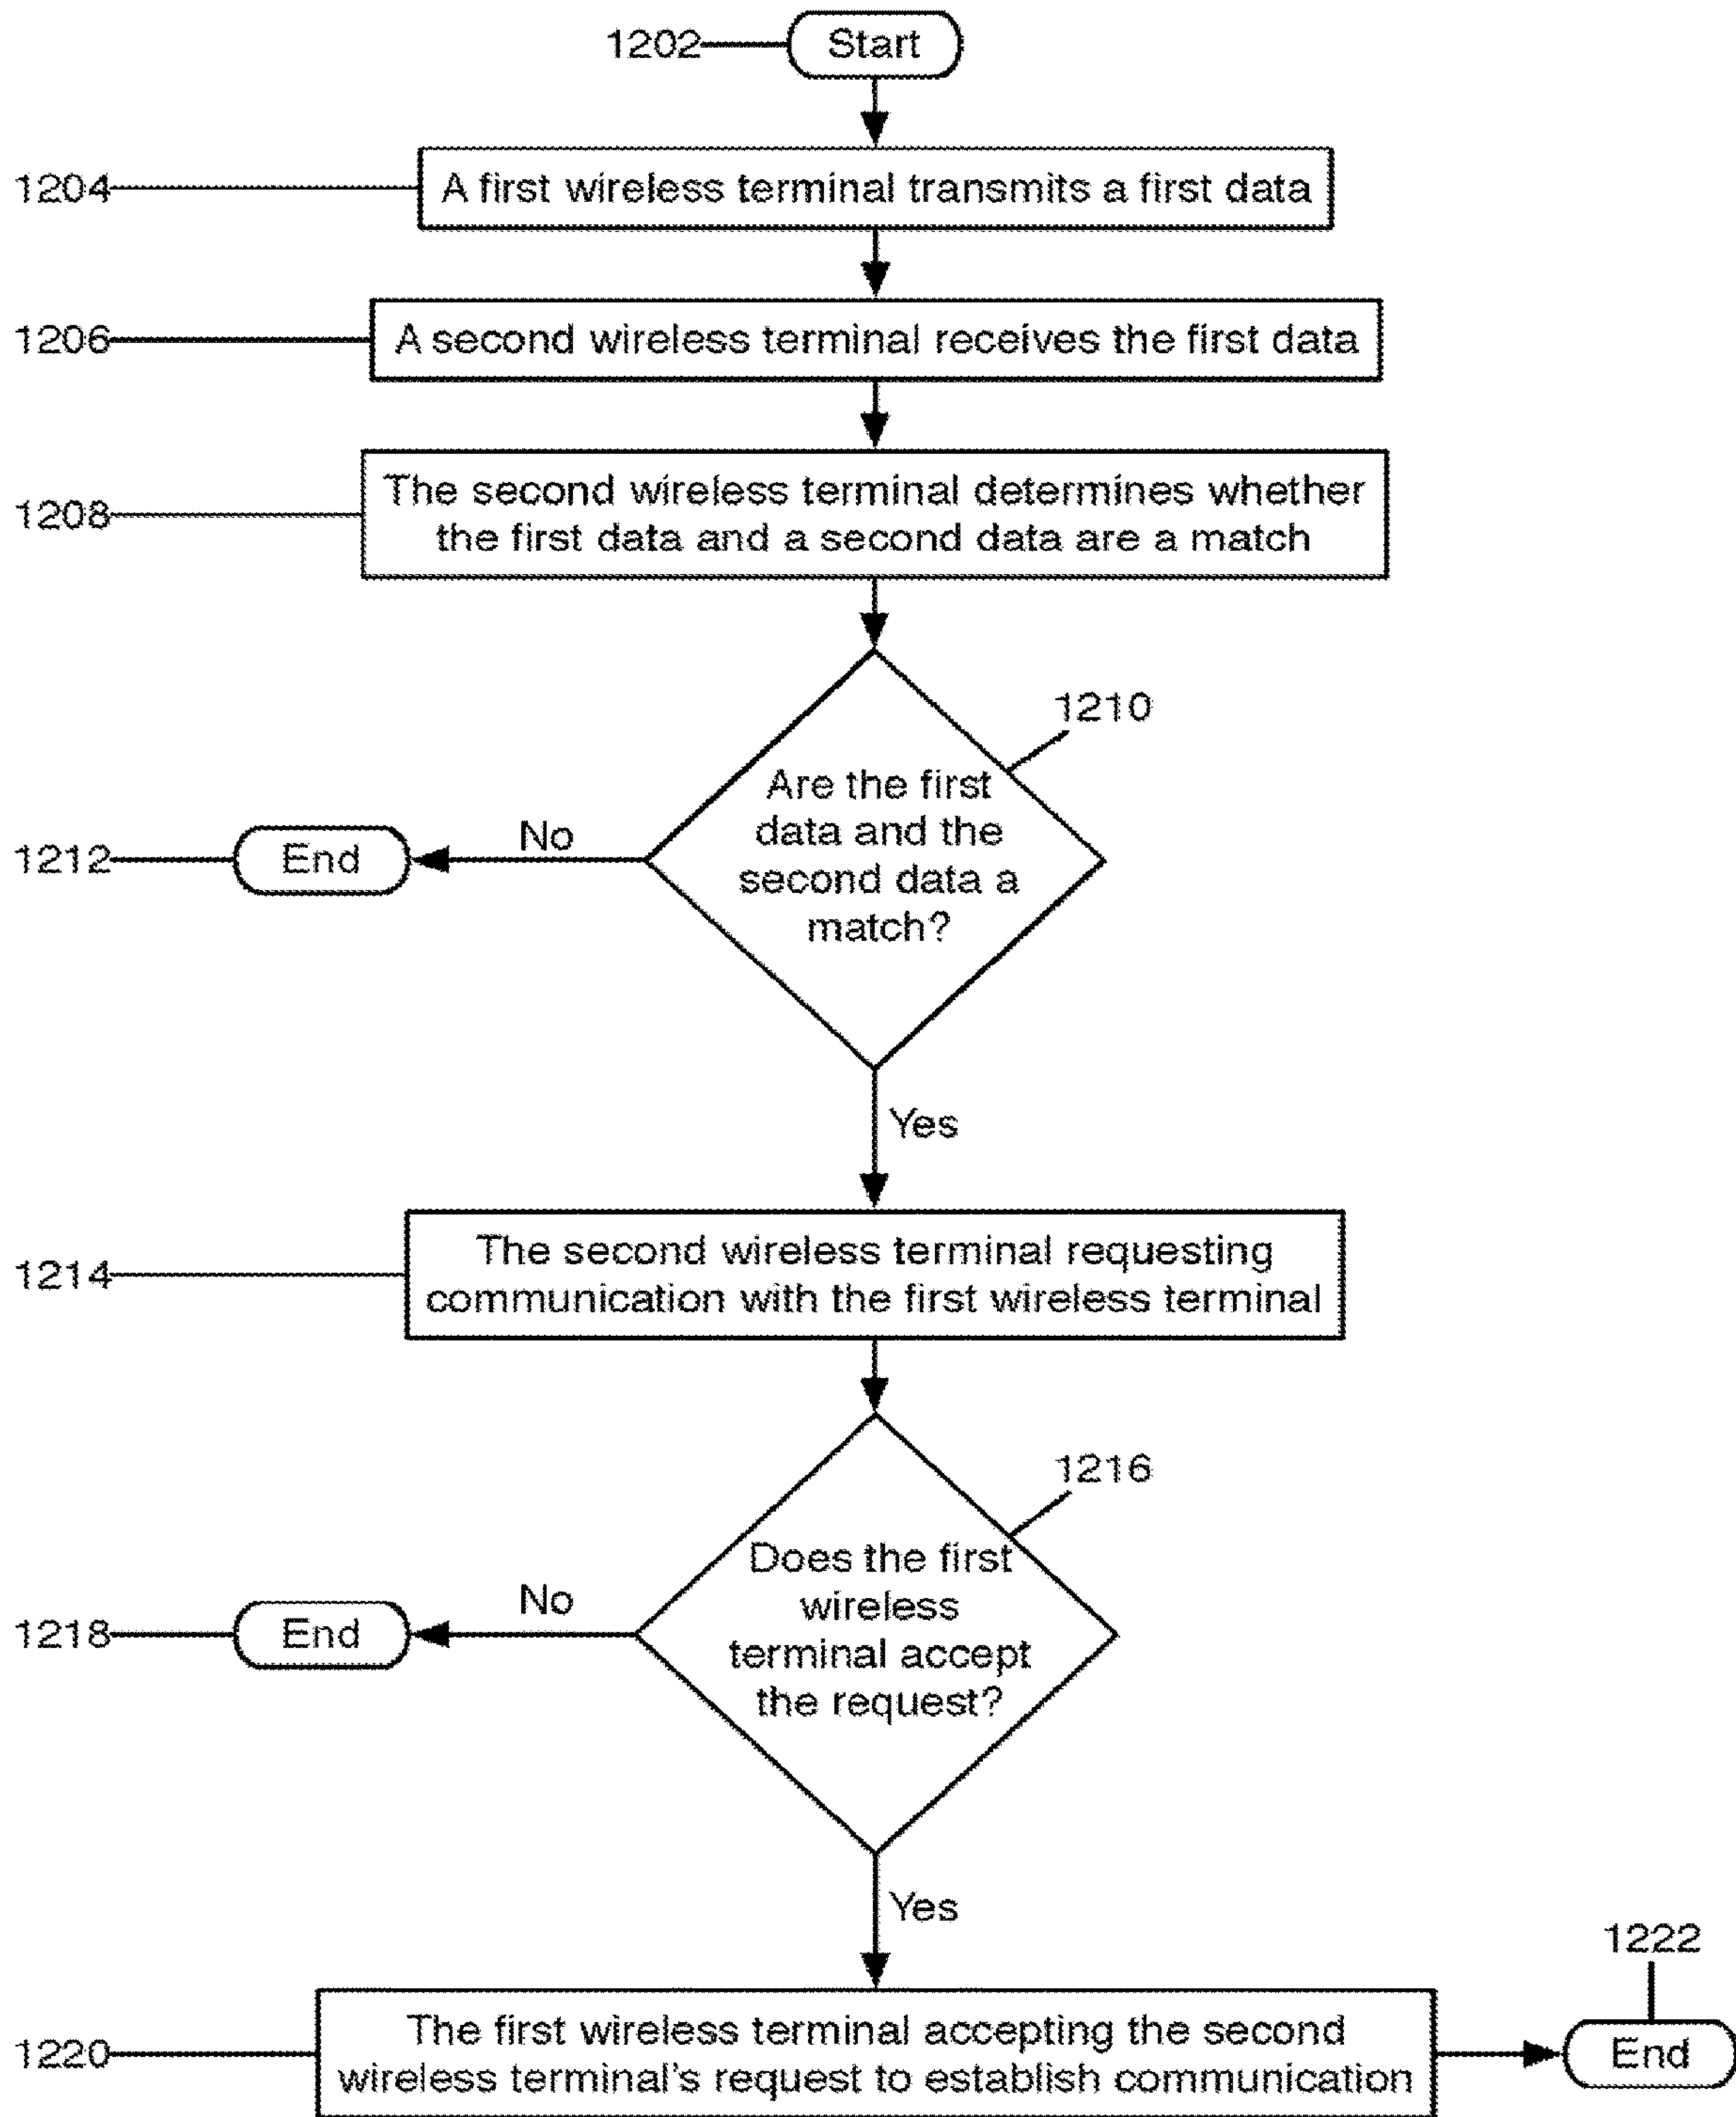 1202
Start
1204
A first wireless terminal transmits a first data
1206
A second wireless terminal receives the first data
1208
The second wireless terminal determines whether
the first data and a second data are a match
1210
Are the first
data and the
second data a
match?
No
1212
End
Yes
1214
The second wireless terminal requesting
communication with the first wireless terminal
1216
Does the first
wireless
terminal accept
the request?
No
1218
End
Yes
1220
The first wireless terminal accepting the second
wireless terminal's request to establish communication
1222
End